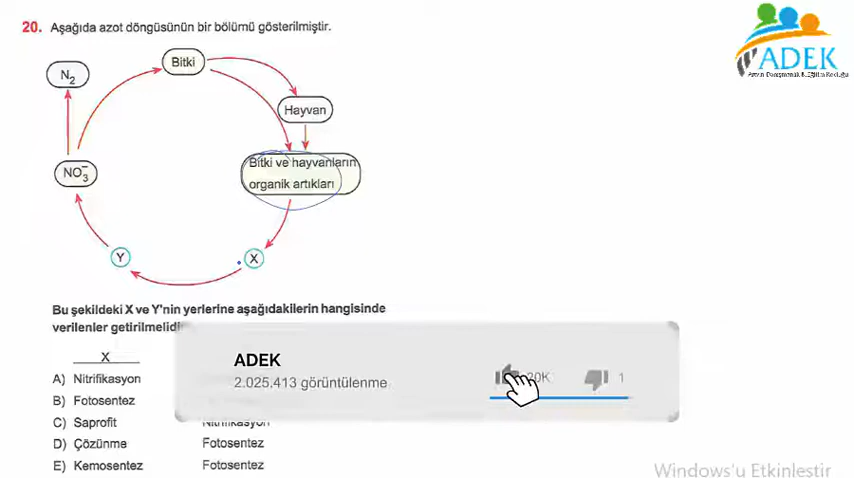 20. Aşağıda azot döngüsünün bir bölümü gösterilmiştir.
ADEK
N2
Bitki
Hayvan
NO3-
Bitki ve hayvanların
organik artıkları
Y
X
Bu şekildeki X ve Y'nin yerlerine aşağıdakilerin hangisinde
verilenler getirilmelidi
X
ADEK
2.025.413 görüntülenme
20K
1
A) Nitrifikasyon
B) Fotosentez
C) Saprofit
Nitrifikasyon
D) Çözünme
Fotosentez
E) Kemosentez
Fotosentez
Windows'u Etkinleştir